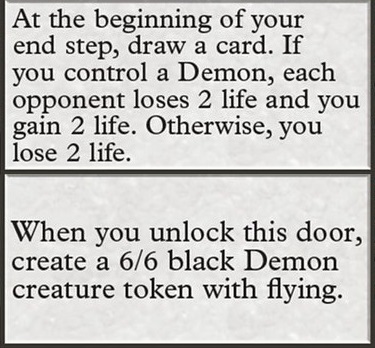 At the beginning of your
end step, draw a card. If
you control a Demon, each
opponent loses 2 life and you
gain 2 life. Otherwise, you
lose 2 life.
When you unlock this door,
create a 6/6 black Demon
creature token with flying.